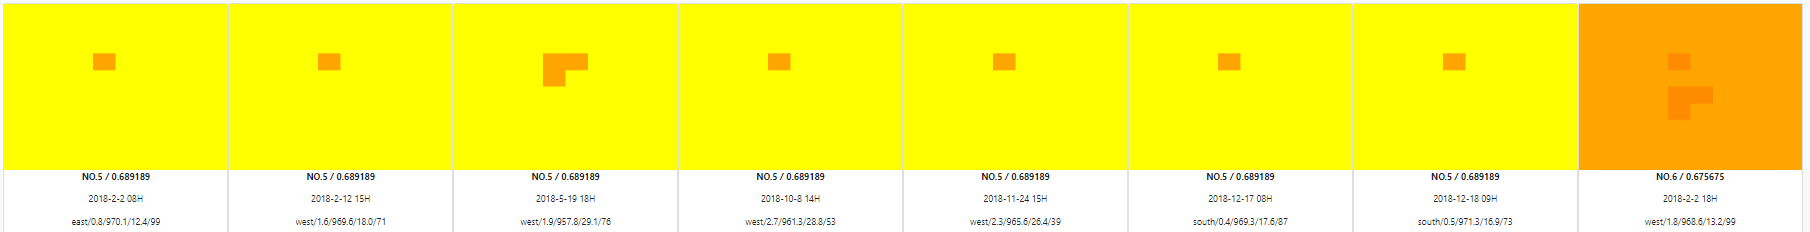 NO.5 / 0.689189
2018-2-2 08H
east/0.8/970.1/12.4/99
NO.5 / 0.689189
2018-2-12 15H
west/1.6/969.6/18.0/71
NO.5 / 0.689189
2018-5-19 18H
west/1.9/957.8/29.1/76
NO.5 / 0.689189
2018-10-8 14H
west/2.7/961.3/28.8/53
NO.5 / 0.689189
2018-11-24 15H
west/2.3/965.6/26.4/39
NO.5 / 0.689189
2018-12-17 08H
south/0.4/969.3/17.6/87
NO.5 / 0.689189
2018-12-18 09H
south/0.5/971.3/16.9/73
NO.6 / 0.675675
2018-2-2 18H
west/1.8/968.6/13.2/99